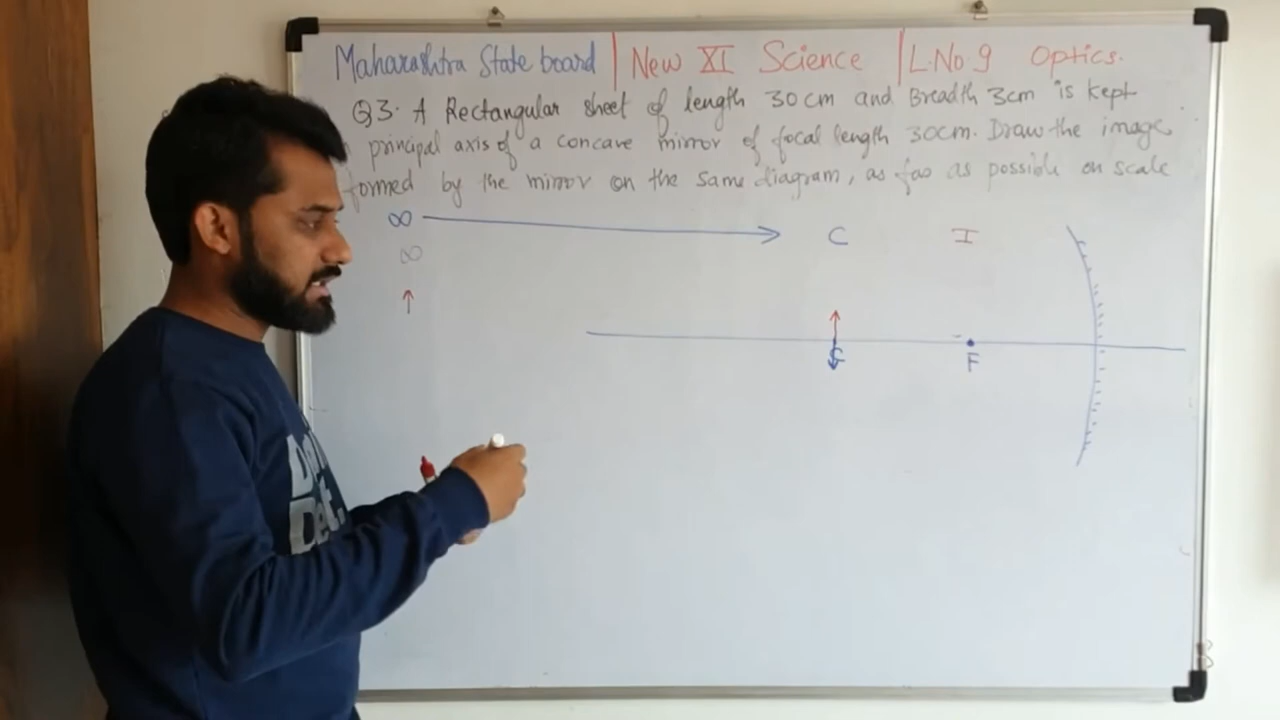 Maharashtra State board | New XI Science | L.No.9 Optics.
Q3. A Rectangular sheet of length 30 cm and Breadth 3cm is kept
principal axis of a concave mirror of focal length 30cm. Draw the image
formed by the mirror on the same diagram, as far as possible on scale
∞ C I
∞
C F